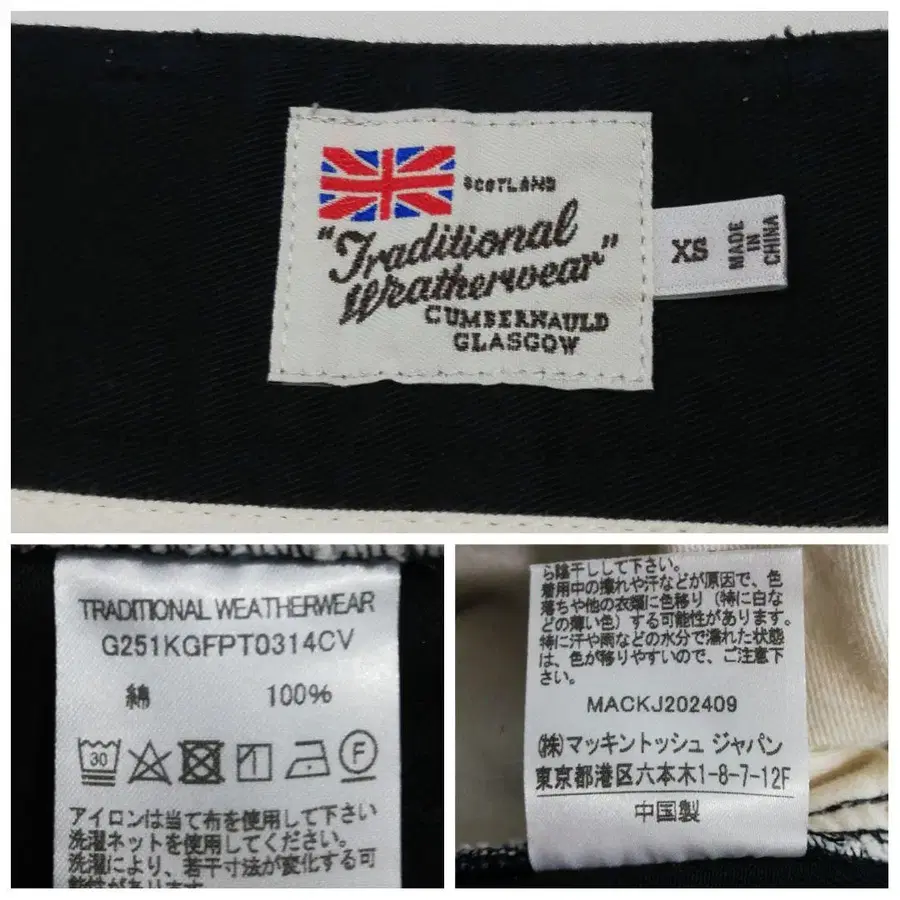 SCOTLAND
"Traditional
Weatherwear"
CUMBERNAULD
GLASGOW
XS
MADE
IN
CHINA
TRADITIONAL WEATHERWEAR
G251KGFPT0314CV
綿 100%
30
F
アイロンは当て布を使用して下さい
洗濯ネットを使用してください。
洗濯により、若干寸法が変化する可
能性があります。
ら陰干しして下さい。
着用中の擦れや汗などが原因で、色
落ちや他の衣類に色移り（特に白な
どの薄い色）する可能性があります。
特に汗や雨などの水分で濡れた状態
は、色が移りやすいので、ご注意下
さい。
MACKJ202409
(株)マッキントッシュ ジャパン
東京都港区六本木1-8-7-12F
中国製